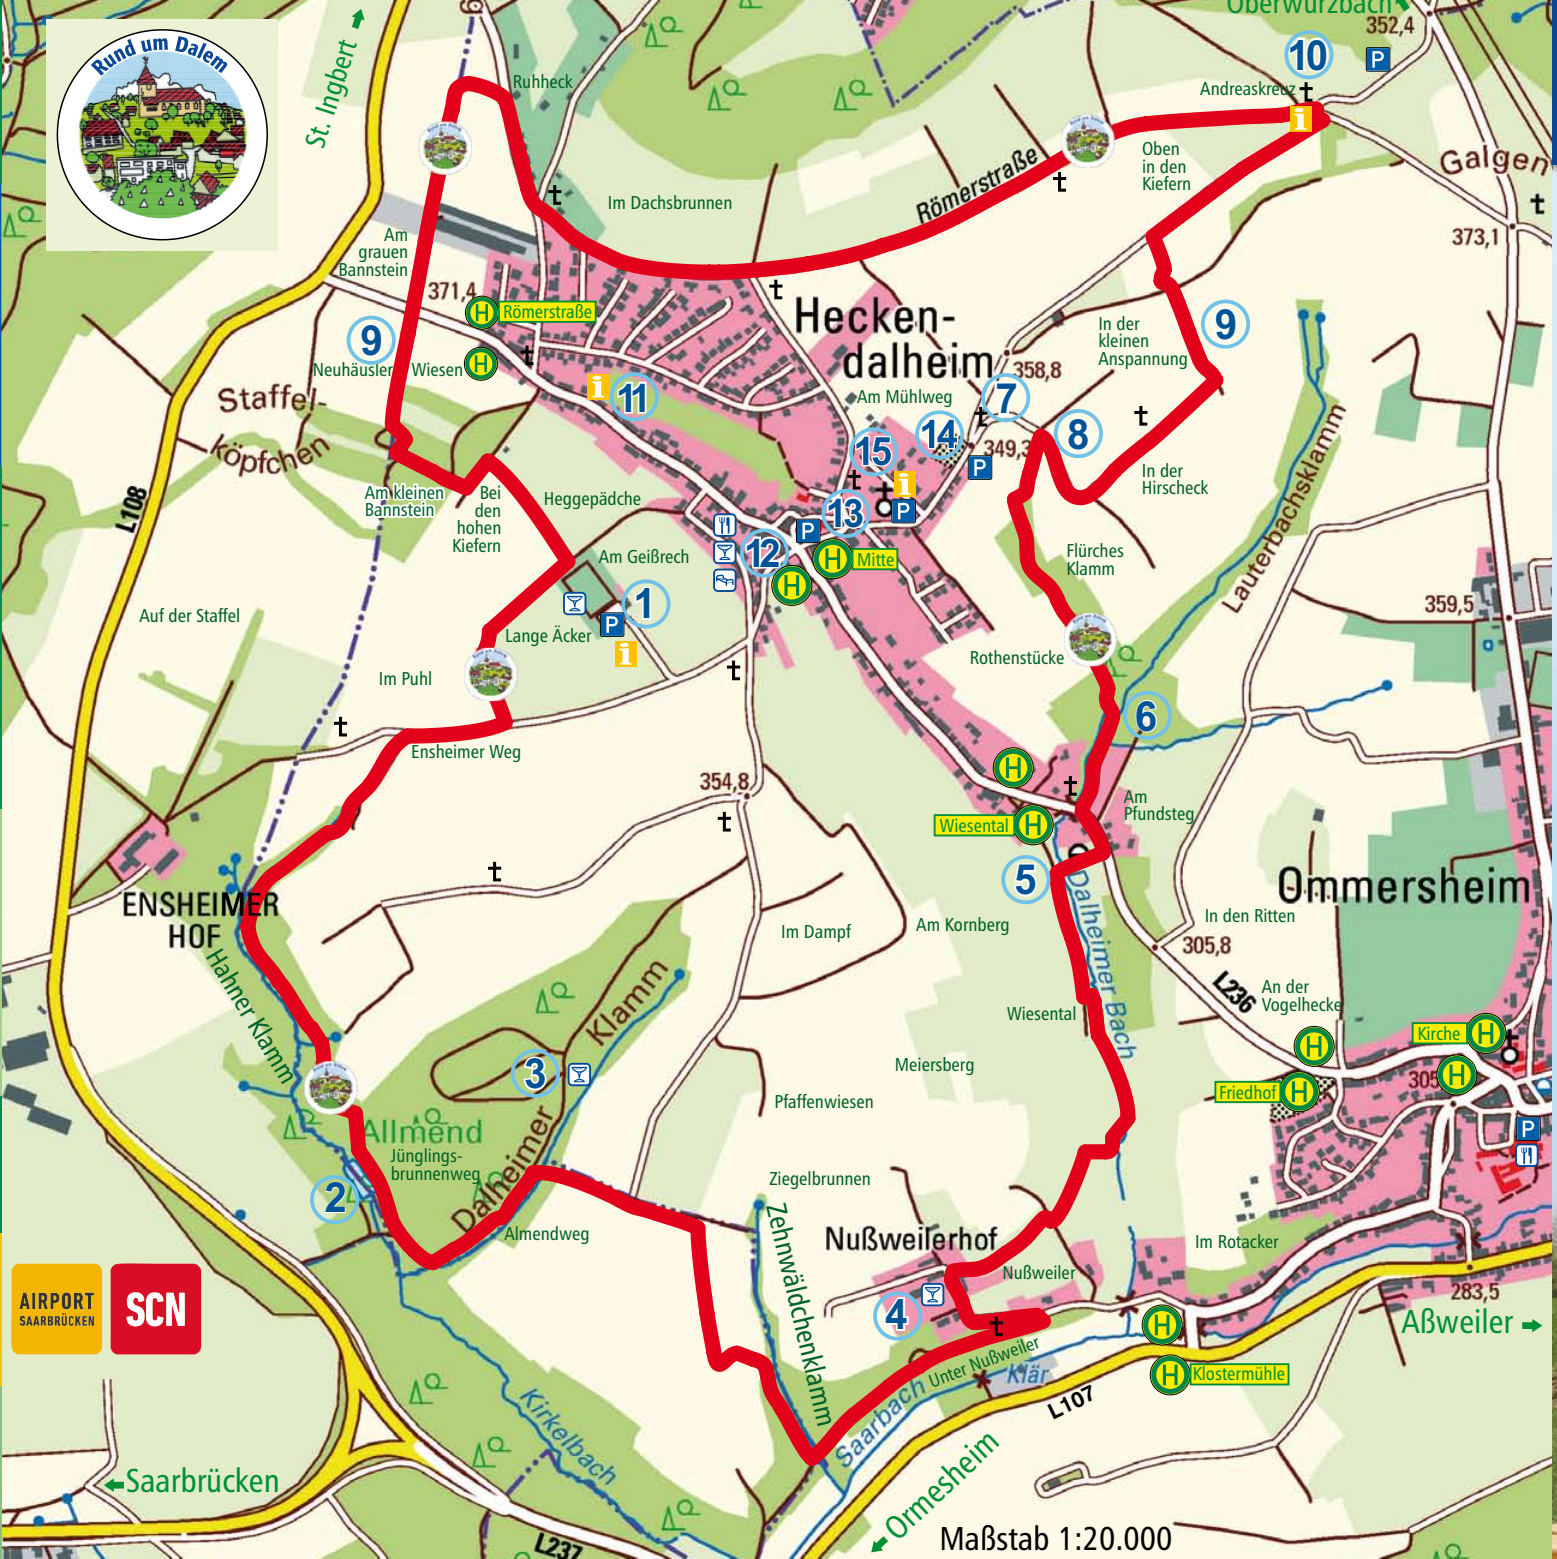 Rund um Dalem
St. Ingbert
Oberwürzbach
352,4
P
10
Andreaskreuz
i
Ruhheck
Oben
in den
Kiefern
Galgen
373,1
Römerstraße
Im Dachsbrunnen
Am
grauen
Bannstein
371,4
H
Römerstraße
9
Neuhäusler Wiesen
H
i
11
Hecken-
dalheim
358,8
In der
kleinen
Anspannung
9
Staffel-
köpfchen
Am Mühlweg
7
14
349,3
8
15
P
i
13
P
P
In der
Hirscheck
L108
Am kleinen
Bannstein
Bei
den
hohen
Kiefern
Heggepädche
Am Geißrech
12
H
Mitte
H
Flürches
Klamm
Lauterbachsklamm
359,5
Auf der Staffel
1
P
i
Lange Äcker
Im Puhl
Rothenstücke
6
Ensheimer Weg
354,8
H
Am
Pfundsteg
Wiesental
H
5
ENSHEIMER
HOF
Ommersheim
Im Dampf
Am Kornberg
In den Ritten
305,8
L236
An der
Vogelhecke
Dalheimer Bach
Wiesental
Hahner Klamm
Dalheimer Klamm
3
Meiersberg
Pfaffenwiesen
H
Kirche
H
Friedhof
H
305
H
P
Allmend
Jünglings-
brunnenweg
2
Almendweg
Ziegelbrunnen
Zehnwäldchenklamm
Nußweilerhof
Nußweiler
4
Im Rotacker
Unter Nußweiler
283,5
Aßweiler
H
H
Klostermühle
Klär
L107
Saarbach
AIRPORT
SAARBRÜCKEN
SCN
Kirkelbach
Saarbrücken
Ormesheim
L237
Maßstab 1:20.000